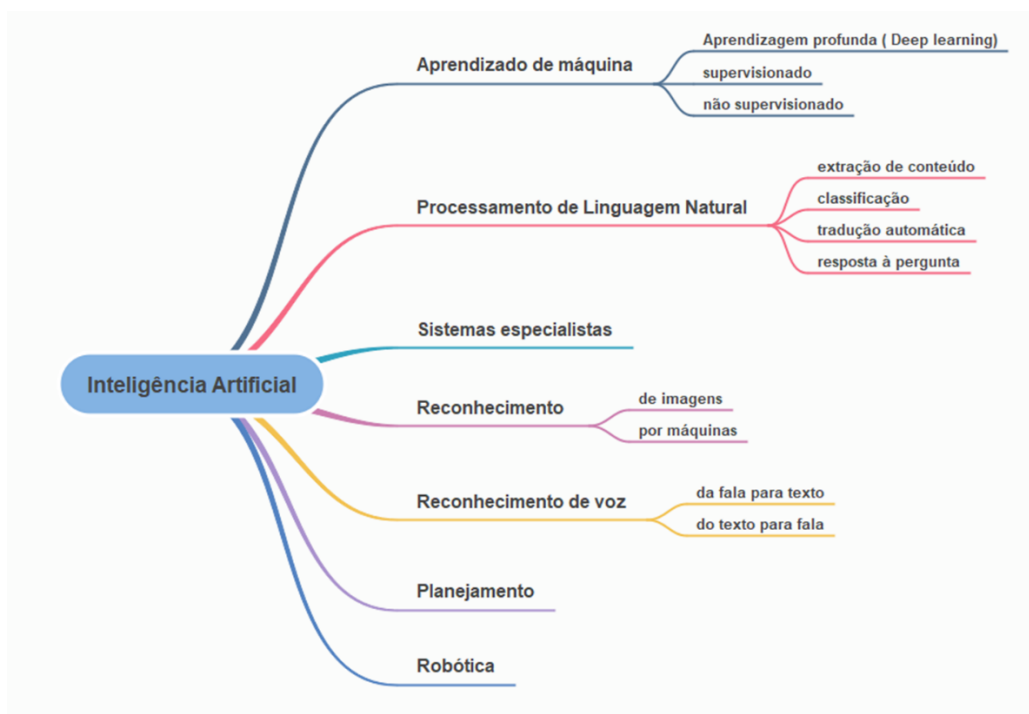 Inteligência Artificial
Aprendizado de máquina
Aprendizagem profunda ( Deep learning)
supervisionado
não supervisionado
Processamento de Linguagem Natural
extração de conteúdo
classificação
tradução automática
resposta à pergunta
Sistemas especialistas
Reconhecimento
de imagens
por máquinas
Reconhecimento de voz
da fala para texto
do texto para fala
Planejamento
Robótica